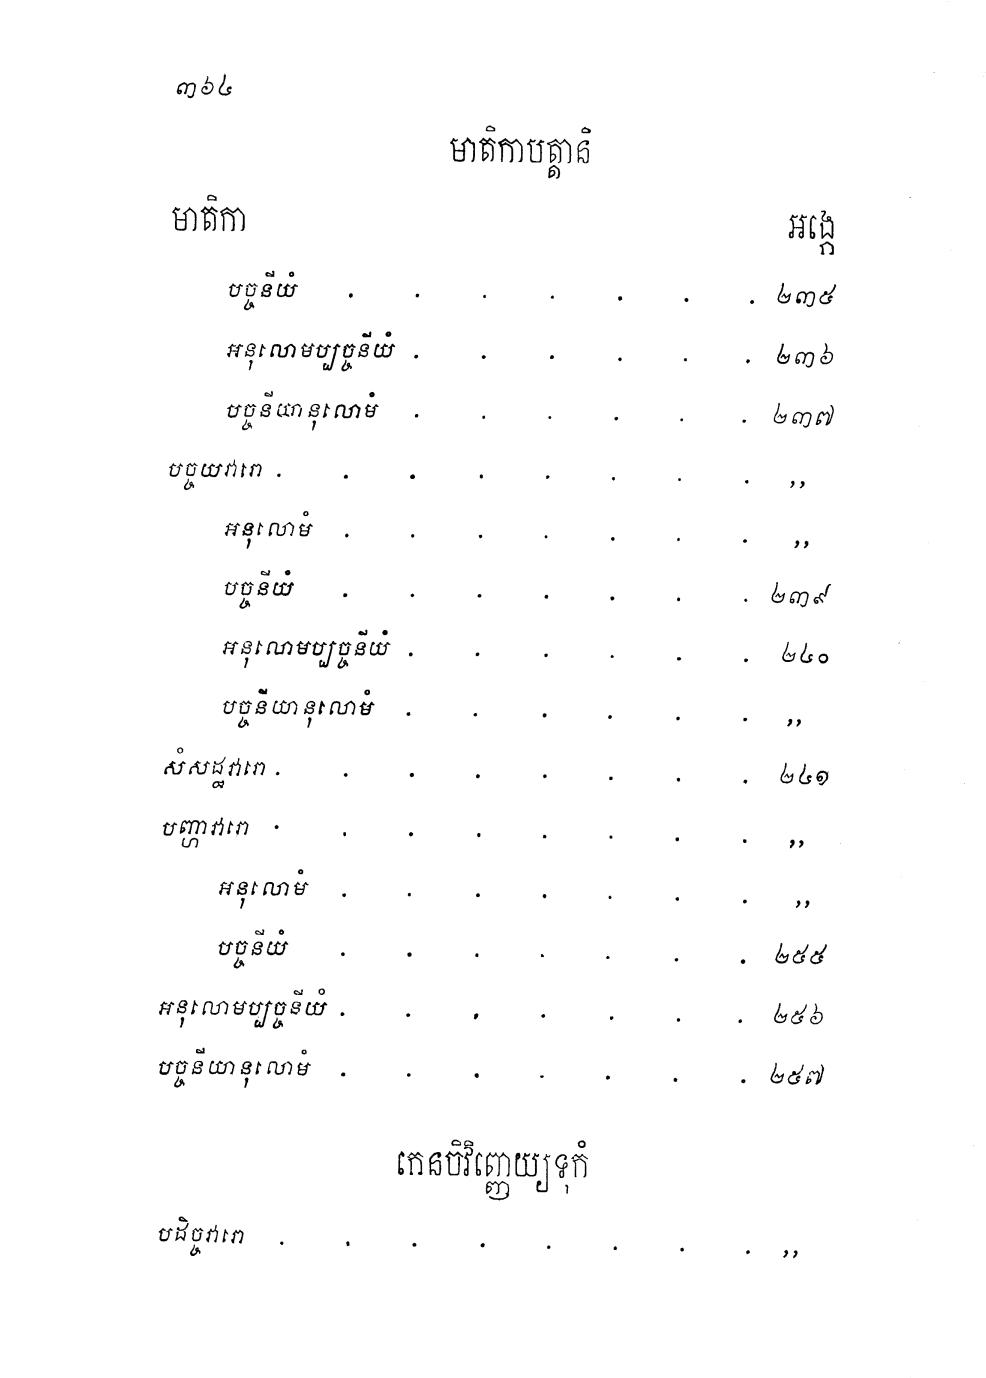 ៣៦៤
មាតិកាបត្តានិ
មាតិកា អង្កេ
បច្ចនីយំ . . . . . . . ២៣៥
អនុលោមប្បច្ចនីយំ . . . . . . ២៣៦
បច្ចនីយានុលោមំ . . . . . . ២៣៧
បច្ចយវារោ . . . . . . . . ,,
អនុលោមំ . . . . . . . ,,
បច្ចនីយំ . . . . . . . ២៣៩
អនុលោមប្បច្ចនីយំ . . . . . . ២៤០
បច្ចនីយានុលោមំ . . . . . . ,,
សំសដ្ឋវារោ . . . . . . . . ២៤១
បញ្ហាវារោ . . . . . . . . ,,
អនុលោមំ . . . . . . . ,,
បច្ចនីយំ . . . . . . . ២៥៥
អនុលោមប្បច្ចនីយំ . . . . . . . ២៥៦
បច្ចនីយានុលោមំ . . . . . . . ២៥៧
កេនចិវិញ្ញេយ្យទុកំ
បដិច្ចវារោ . . . . . . . . ,,